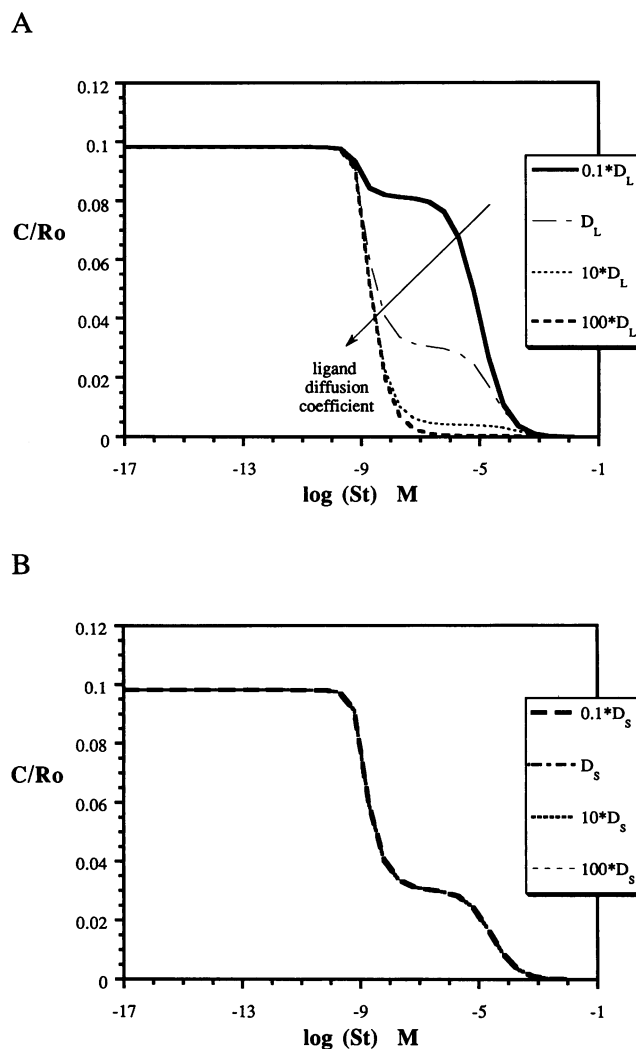 A
0.12
0.1
0.08
C/Ro
0.06
0.04
0.02
0
-17
-13
-9
-5
-1
log (St) M
ligand
diffusion
coefficient
0.1*D_L
D_L
10*D_L
100*D_L
B
0.12
0.1
0.08
C/Ro
0.06
0.04
0.02
0
-17
-13
-9
-5
-1
log (St) M
0.1*D_S
D_S
10*D_S
100*D_S